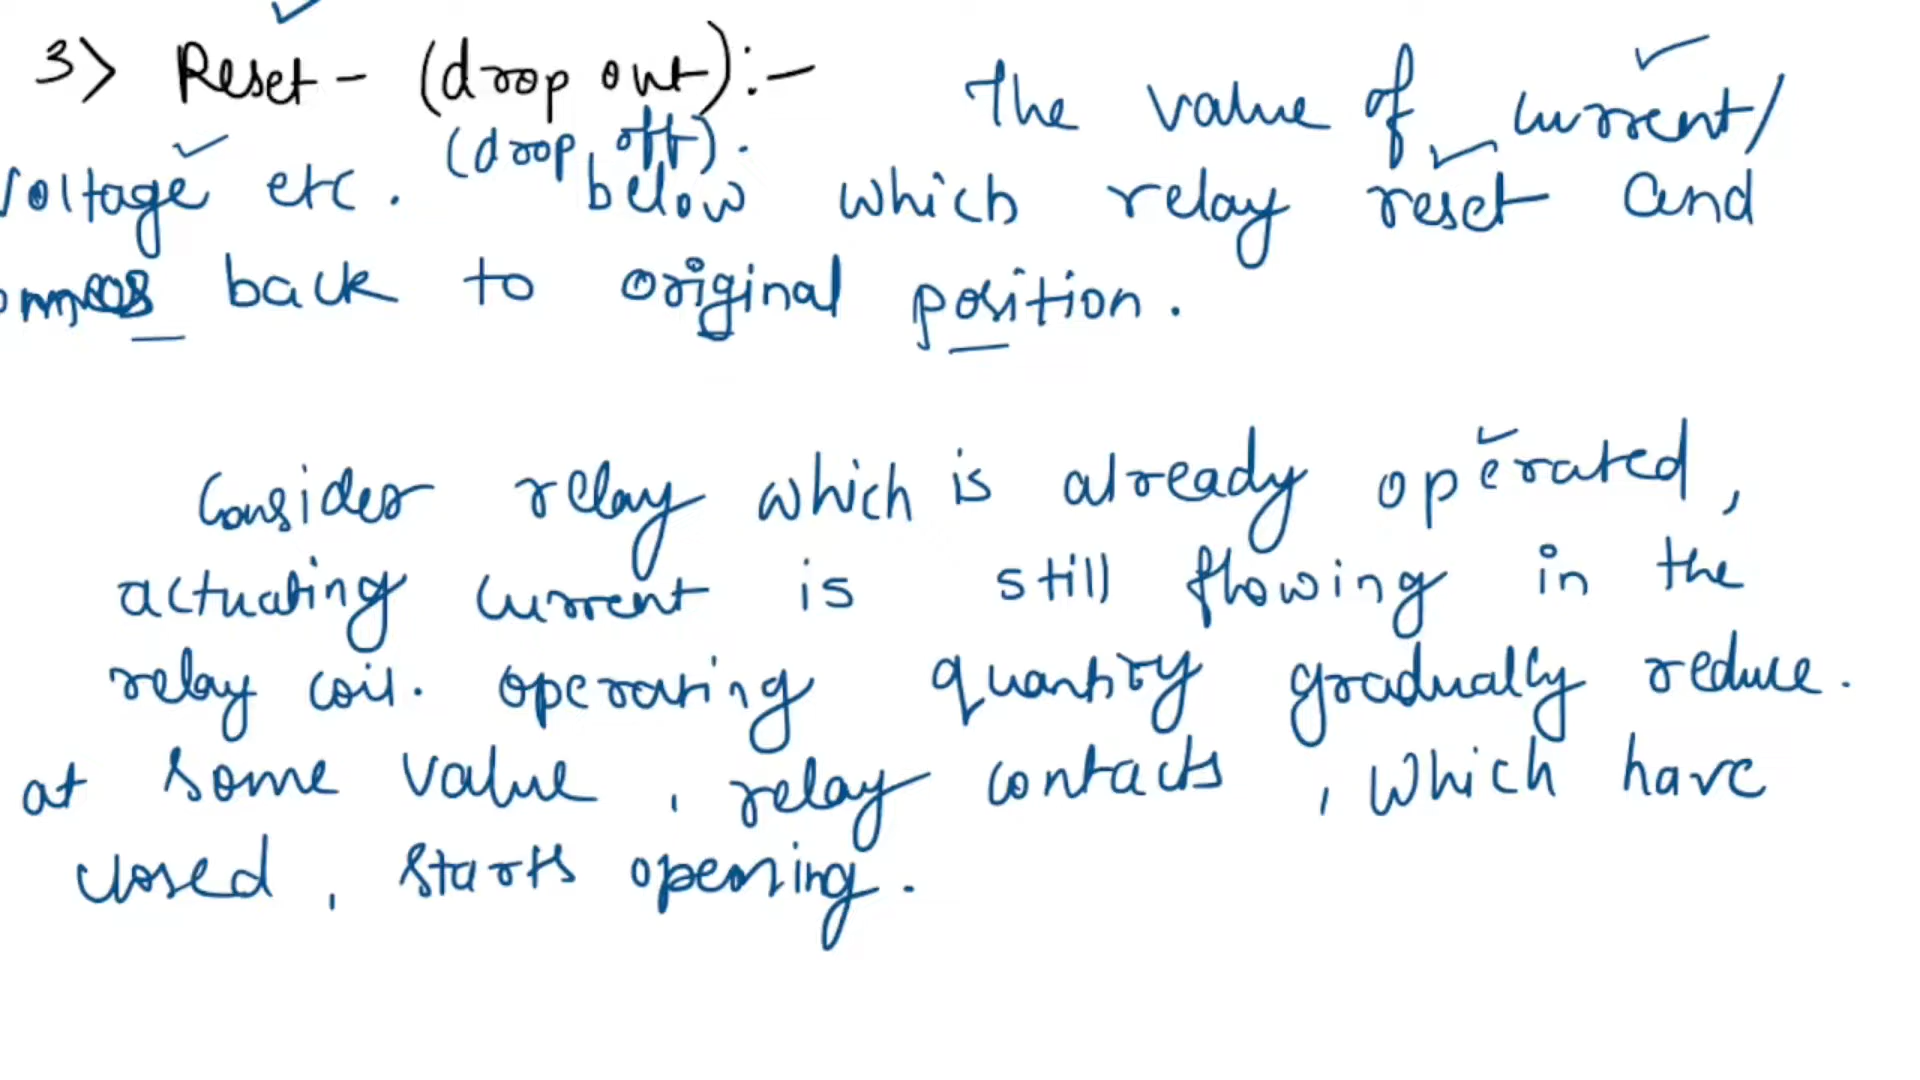 3> Reset - (drop out):- The value of current/
(drop off).
voltage etc. below which relay reset and
back to original position.
Consider relay which is already operated,
actuating current is still flowing in the
relay coil. operating quantity gradually reduce.
at some value, relay contacts, which have
closed, starts opening.